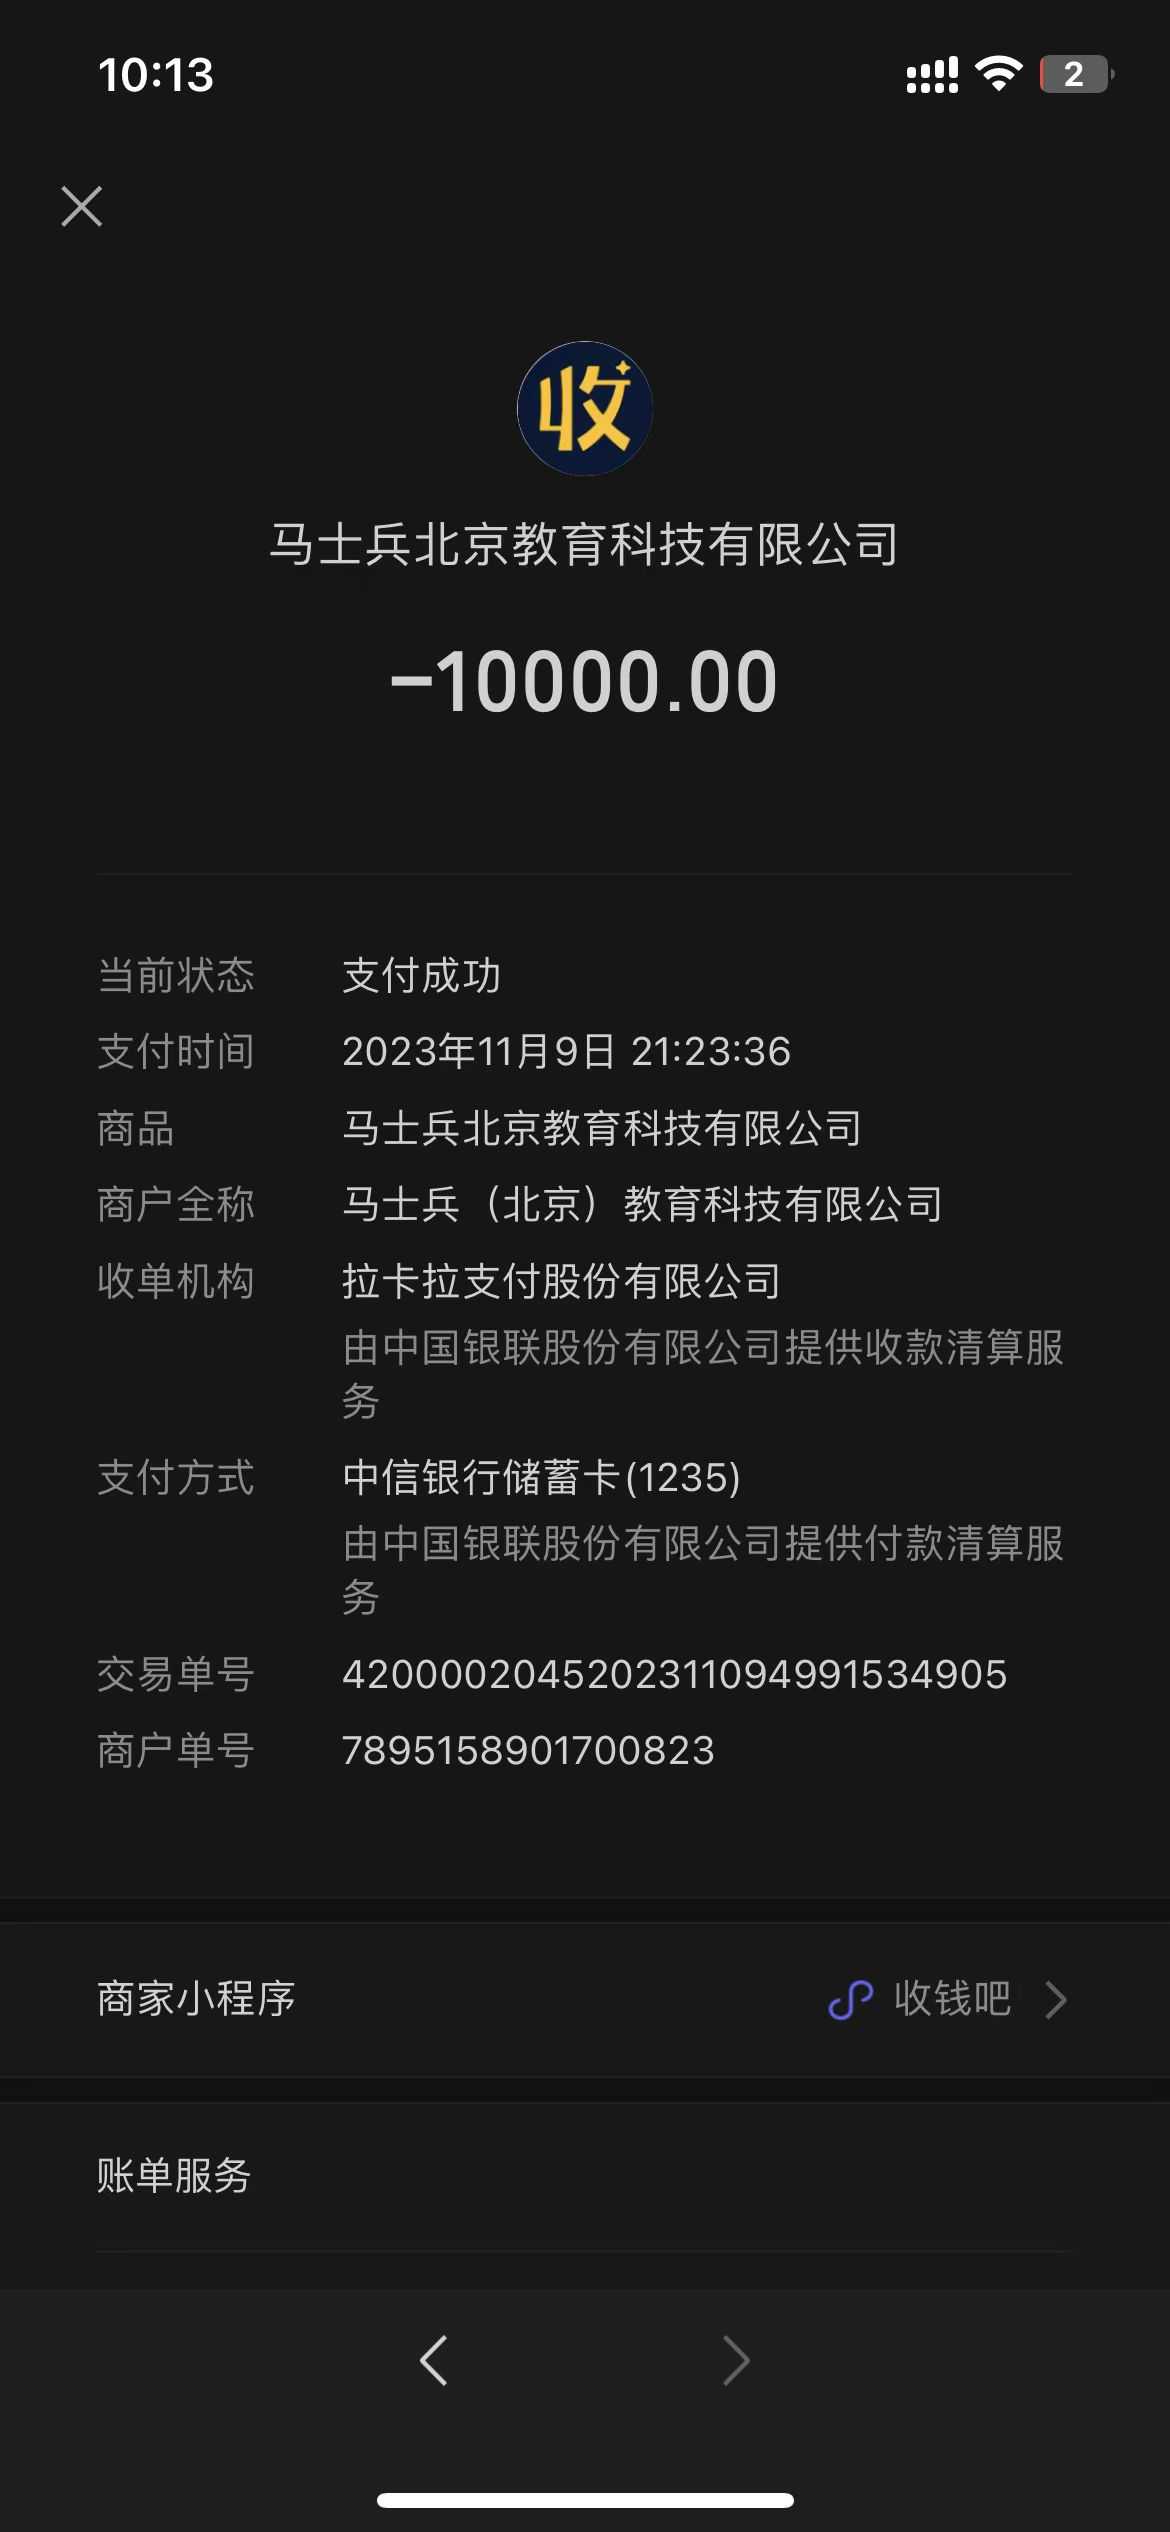 10:13
2
收
马士兵北京教育科技有限公司
-10000.00
当前状态 支付成功
支付时间 2023年11月9日 21:23:36
商品 马士兵北京教育科技有限公司
商户全称 马士兵（北京）教育科技有限公司
收单机构 拉卡拉支付股份有限公司
由中国银联股份有限公司提供收款清算服
务
支付方式 中信银行储蓄卡(1235)
由中国银联股份有限公司提供付款清算服
务
交易单号 4200002045202311094991534905
商户单号 7895158901700823
商家小程序 收钱吧
账单服务